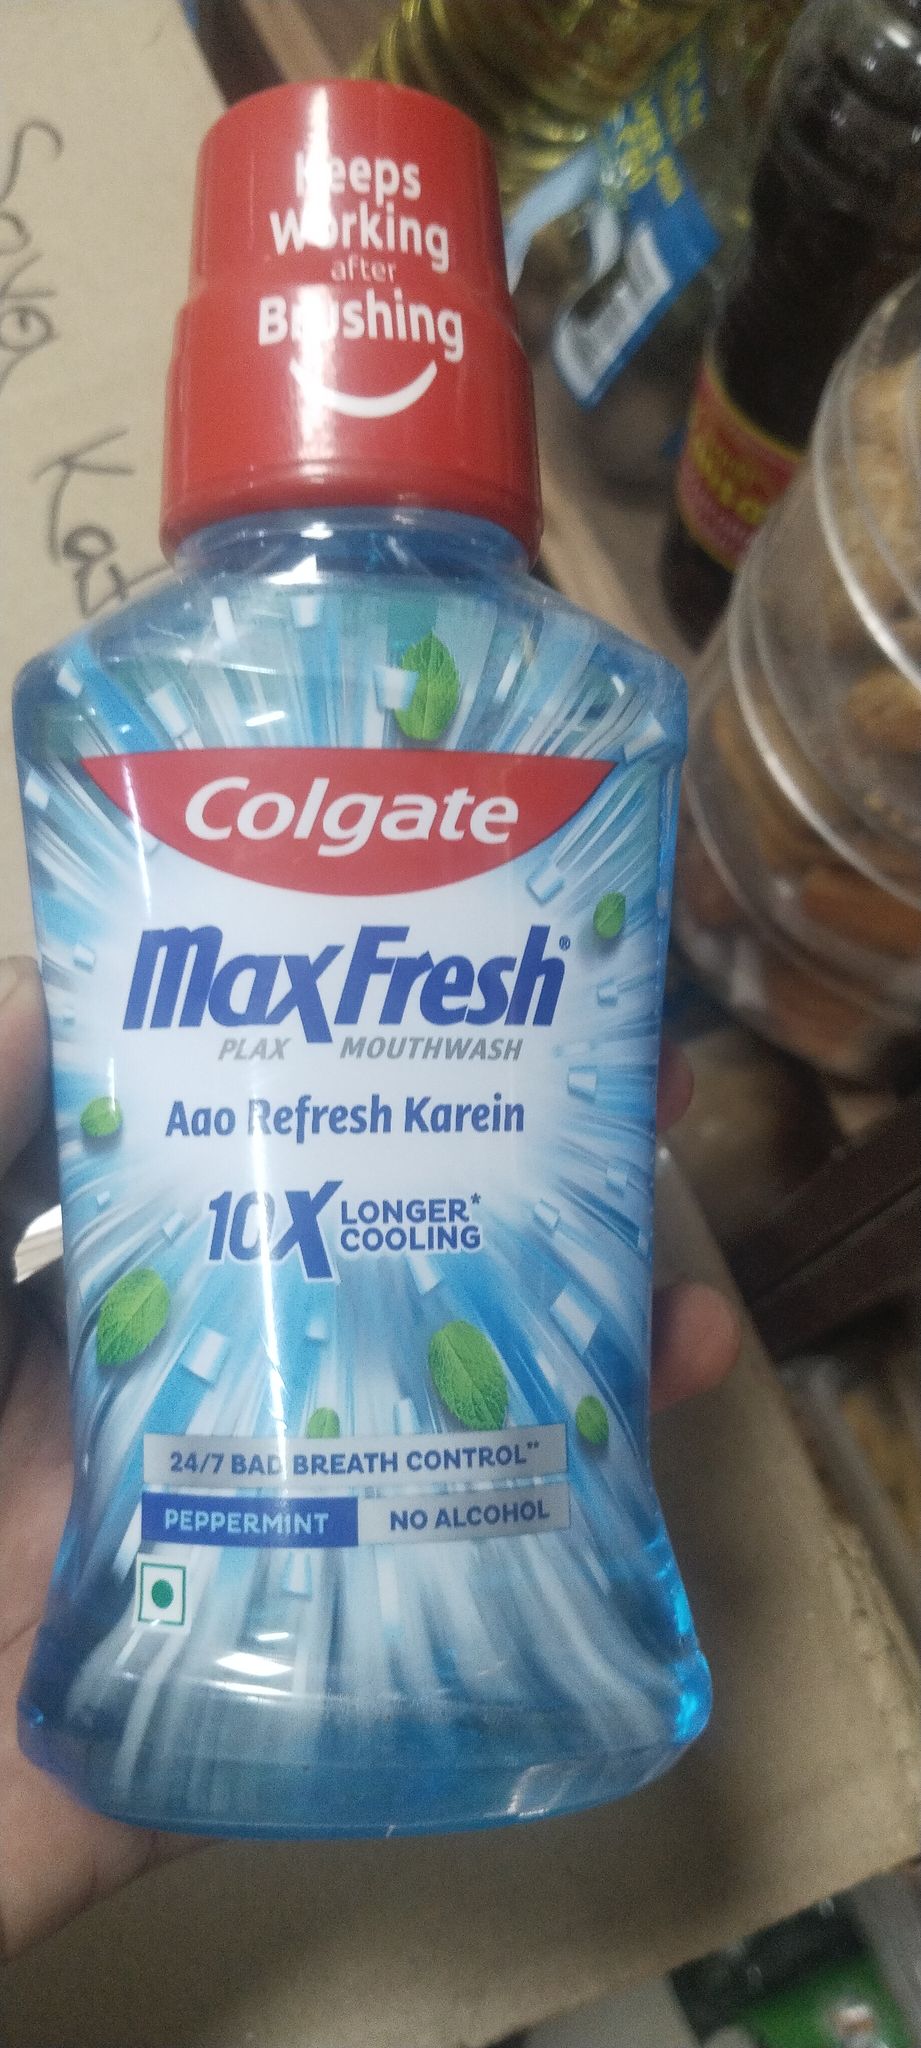 Keeps
Working
after
Brushing
Colgate
MaxFresh®
PLAX MOUTHWASH
Aao Refresh Karein
10X LONGER*
COOLING
24/7 BAD BREATH CONTROL**
PEPPERMINT NO ALCOHOL